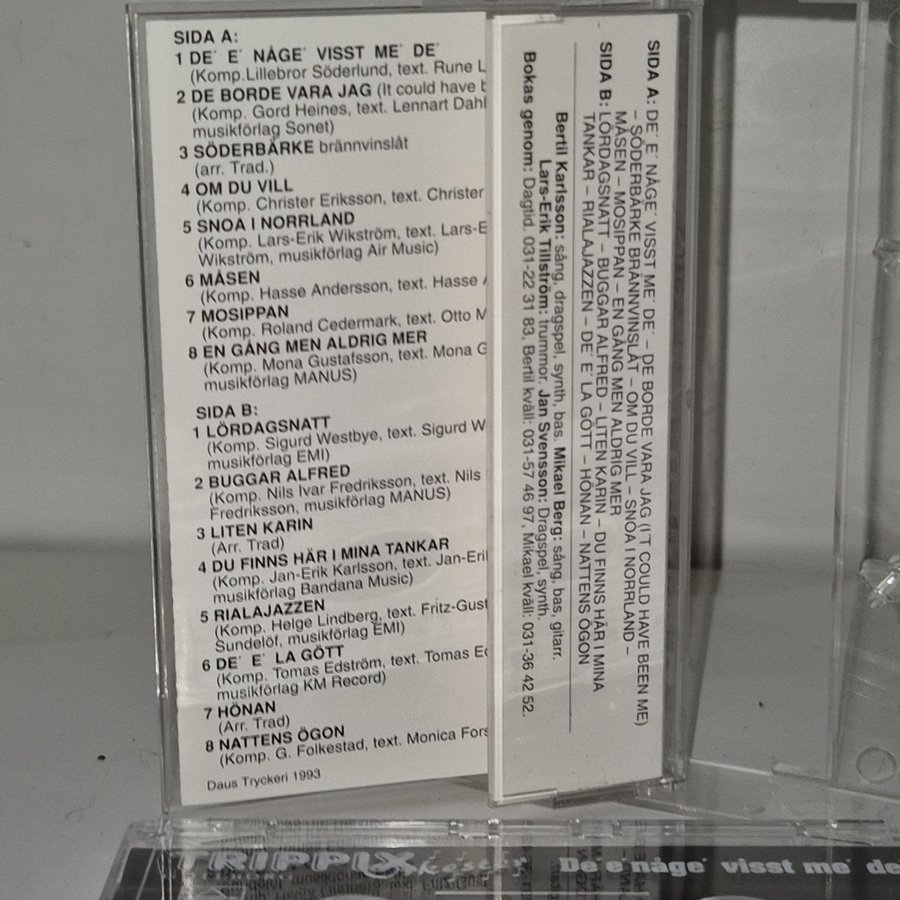 SIDA A:
1 DE´ E´ NÅGE´ VISST ME´ DE´
(Komp.Lillebror Söderlund, text. Rune L
2 DE BORDE VARA JAG (It could have b
(Komp. Gord Heines, text. Lennart Dahl
musikförlag Sonet)
3 SÖDERBÄRKE brännvinslåt
(arr. Trad.)
4 OM DU VILL
(Komp. Christer Eriksson, text. Christer
5 SNOA I NORRLAND
(Komp. Lars-Erik Wikström, text. Lars-E
Wikström, musikförlag Air Music)
6 MÅSEN
(Komp. Hasse Andersson, text. Hasse A
7 MOSIPPAN
(Komp. Roland Cedermark, text. Otto M
8 EN GÅNG MEN ALDRIG MER
(Komp. Mona Gustafsson, text. Mona G
musikförlag MANUS)
SIDA B:
1 LÖRDAGSNATT
(Komp. Sigurd Westbye, text. Sigurd W
musikförlag EMI)
2 BUGGAR ALFRED
(Komp. Nils Ivar Fredriksson, text. Nils
Fredriksson, musikförlag MANUS)
3 LITEN KARIN
(Arr. Trad)
4 DU FINNS HÄR I MINA TANKAR
(Komp. Jan-Erik Karlsson, text. Jan-Eril
musikförlag Bandana Music)
5 RIALAJAZZEN
(Komp. Helge Lindberg, text. Fritz-Gust
Sundelöf, musikförlag EMI)
6 DE´ E´ LA GÖTT
(Komp. Tomas Edström, text. Tomas Ed
musikförlag KM Record)
7 HÖNAN
(Arr. Trad)
8 NATTENS ÖGON
(Komp. G. Folkestad, text. Monica Fors
Daus Tryckeri 1993
SIDA A: DE´ E´ NÅGE´ VISST ME´ DE´ – DE BORDE VARA JAG (IT COULD HAVE BEEN ME)
– SÖDERBÄRKE BRÄNNVINSLÅT – OM DU VILL – SNOA I NORRLAND –
MÅSEN – MOSIPPAN – EN GÅNG MEN ALDRIG MER
SIDA B: LÖRDAGSNATT – BUGGAR ALFRED – LITEN KARIN – DU FINNS HÄR I MINA
TANKAR – RIALAJAZZEN – DE´ E´ LA GÖTT – HÖNAN – NATTENS ÖGON
Bertil Karlsson: sång, dragspel, synth, bas. Mikael Berg: sång, bas, gitarr.
Lars-Erik Tillström: trummor. Jan Svensson: Dragspel, synth.
Bokas genom: Dagtid. 031-22 31 83, Bertil kväll: 031-57 46 97, Mikael kväll: 031-36 42 52.
TRIPPIX De´ e´ någe´ visst me´ de